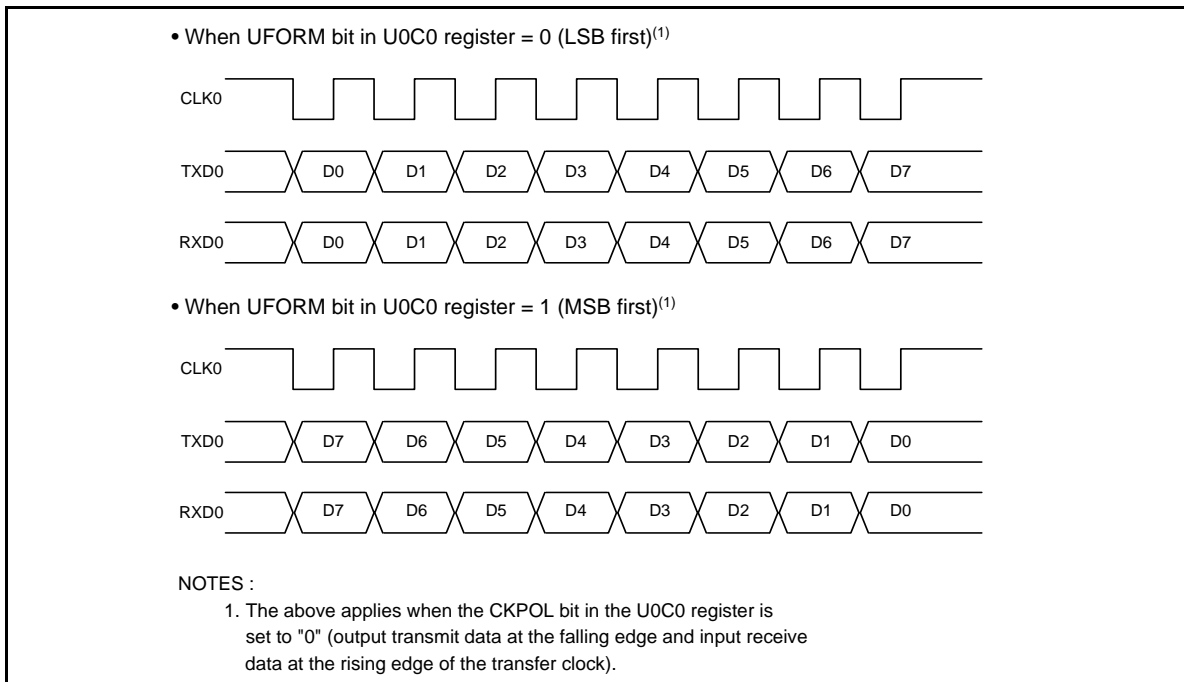 • When UFORM bit in U0C0 register = 0 (LSB first)(1)
CLK0
TXD0 D0 D1 D2 D3 D4 D5 D6 D7
RXD0 D0 D1 D2 D3 D4 D5 D6 D7
• When UFORM bit in U0C0 register = 1 (MSB first)(1)
CLK0
TXD0 D7 D6 D5 D4 D3 D2 D1 D0
RXD0 D7 D6 D5 D4 D3 D2 D1 D0
NOTES :
1. The above applies when the CKPOL bit in the U0C0 register is
set to "0" (output transmit data at the falling edge and input receive
data at the rising edge of the transfer clock).